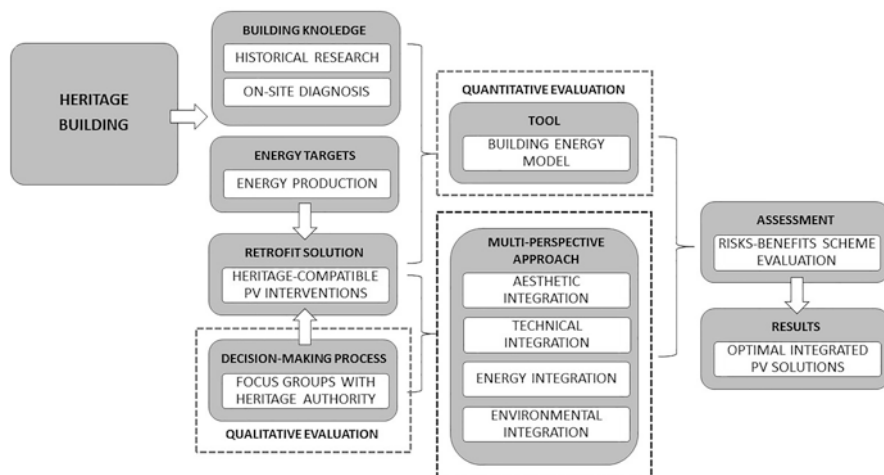 HERITAGE
BUILDING
BUILDING KNOLEDGE
HISTORICAL RESEARCH
ON-SITE DIAGNOSIS
ENERGY TARGETS
ENERGY PRODUCTION
RETROFIT SOLUTION
HERITAGE-COMPATIBLE
PV INTERVENTIONS
DECISION-MAKING PROCESS
FOCUS GROUPS WITH
HERITAGE AUTHORITY
QUALITATIVE EVALUATION
QUANTITATIVE EVALUATION
TOOL
BUILDING ENERGY
MODEL
MULTI-PERSPECTIVE
APPROACH
AESTHETIC
INTEGRATION
TECHNICAL
INTEGRATION
ENERGY INTEGRATION
ENVIRONMENTAL
INTEGRATION
ASSESSMENT
RISKS-BENEFITS SCHEME
EVALUATION
RESULTS
OPTIMAL INTEGRATED
PV SOLUTIONS